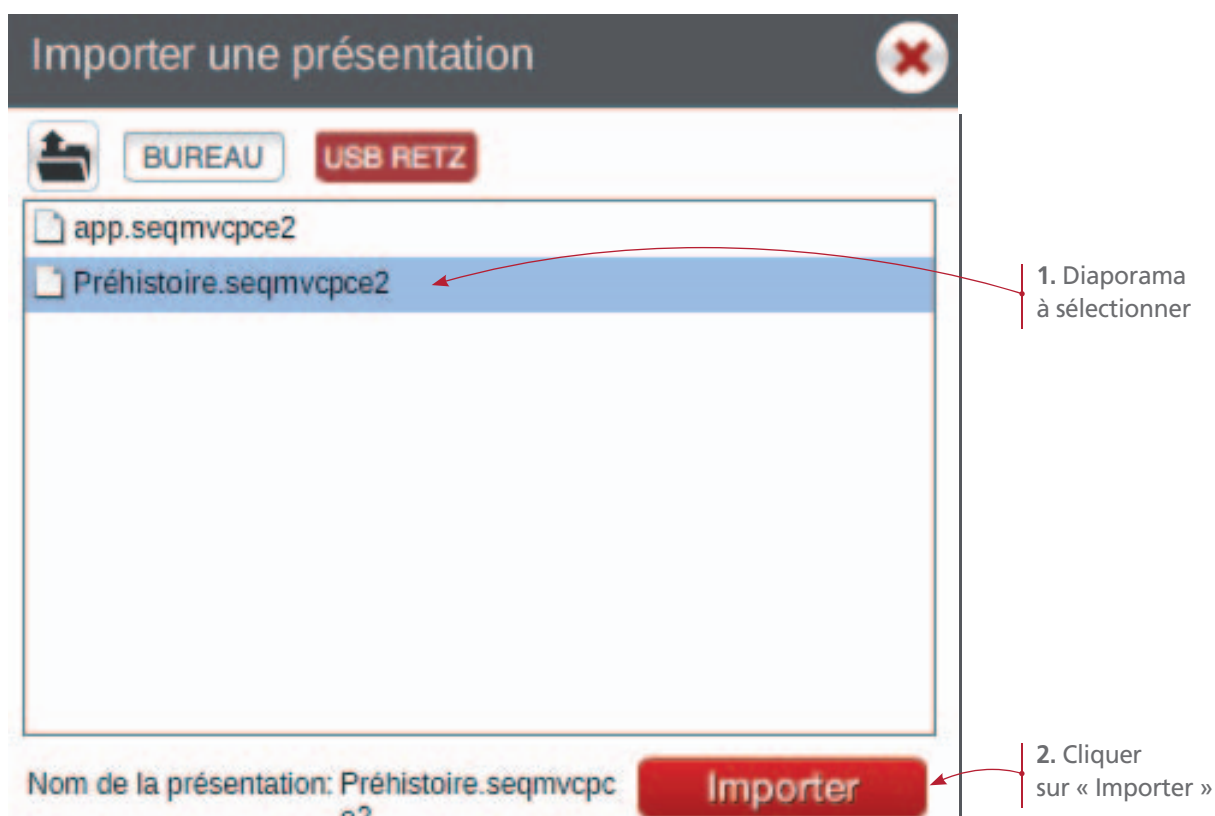 Importer une présentation
BUREAU USB RETZ
app.seqmvcpce2
Préhistoire.seqmvcpce2
1. Diaporama
à sélectionner
Nom de la présentation: Préhistoire.seqmvcpc
e2
Importer
2. Cliquer
sur « Importer »